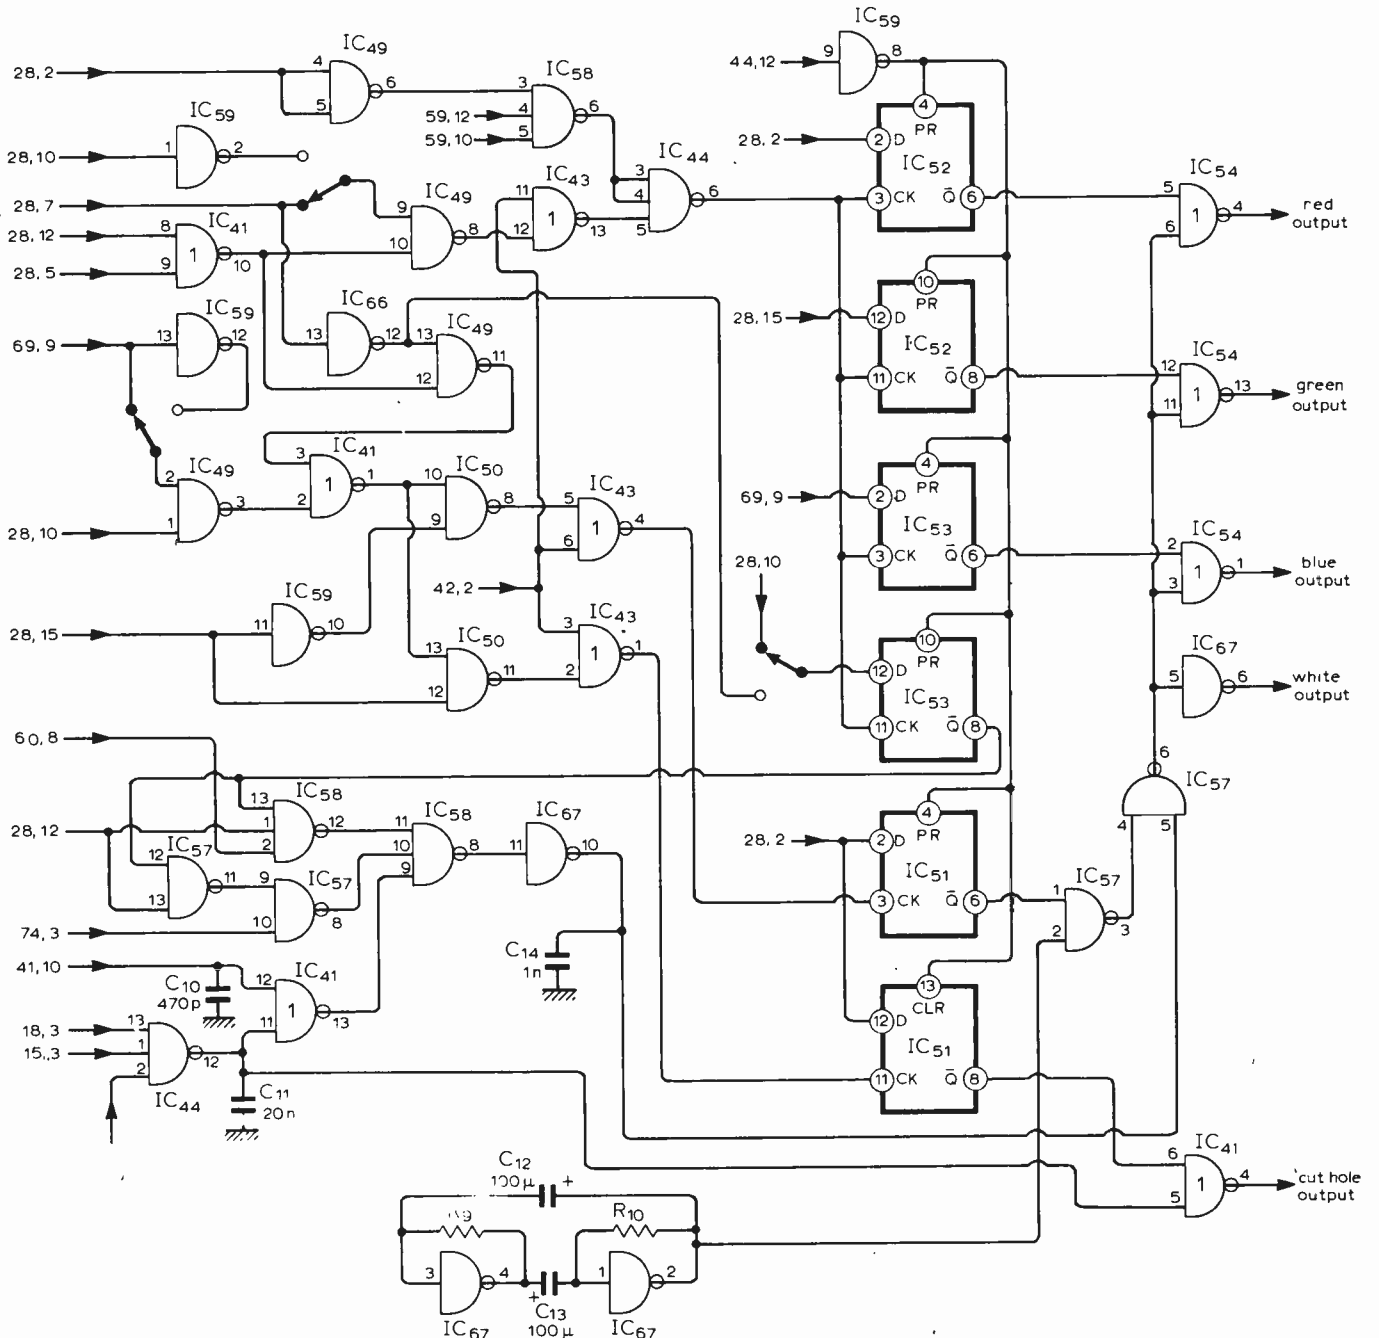 IC59
9 8
44,12
IC49
28,2
4
5
6
IC58
3
59,12 4
59,10 5
6
4
PR
28,2
2 D
IC52
3 CK Q̄ 6
IC59
28,10
1 2
IC44
3
4
5
6
IC54
5
6
1
4
red
output
28,7
IC49
9
10
8
IC43
11
12
1
13
28,12
28,5
IC41
8
9
1
10
IC59
69,9
13 12
IC66
13 12
IC49
13
12
11
10
PR
28,15
12 D
IC52
11 CK Q̄ 8
IC54
12
11
1
13
green
output
IC49
2
1
3
28,10
IC41
3
2
1
1
IC50
10
9
8
IC43
5
6
1
4
42,2
4
PR
69,9
2 D
IC53
3 CK Q̄ 6
IC54
2
3
1
1
blue
output
28,10
IC59
28,15
11 10
IC50
13
12
11
IC43
3
2
1
1
10
PR
12 D
IC53
11 CK Q̄ 8
IC67
5 6
white
output
60,8
28,12
IC58
13
1
2
12
IC57
12
13
11
IC57
9
10
8
74,3
IC58
11
10
9
8
IC67
11 10
C14
1n
6
IC57
4 5
4
PR
28,2
2 D
IC51
3 CK Q̄ 6
IC57
1
2
3
41,10
C10
470p
IC41
12
11
1
13
18,3
15,3
13
1
2
12
IC44
C11
20n
13
CLR
12 D
IC51
11 CK Q̄ 8
IC41
6
5
1
4
'cut hole
output
C12
100µ +
R10
3 4
+
C13
100µ
1 2
IC67
IC67